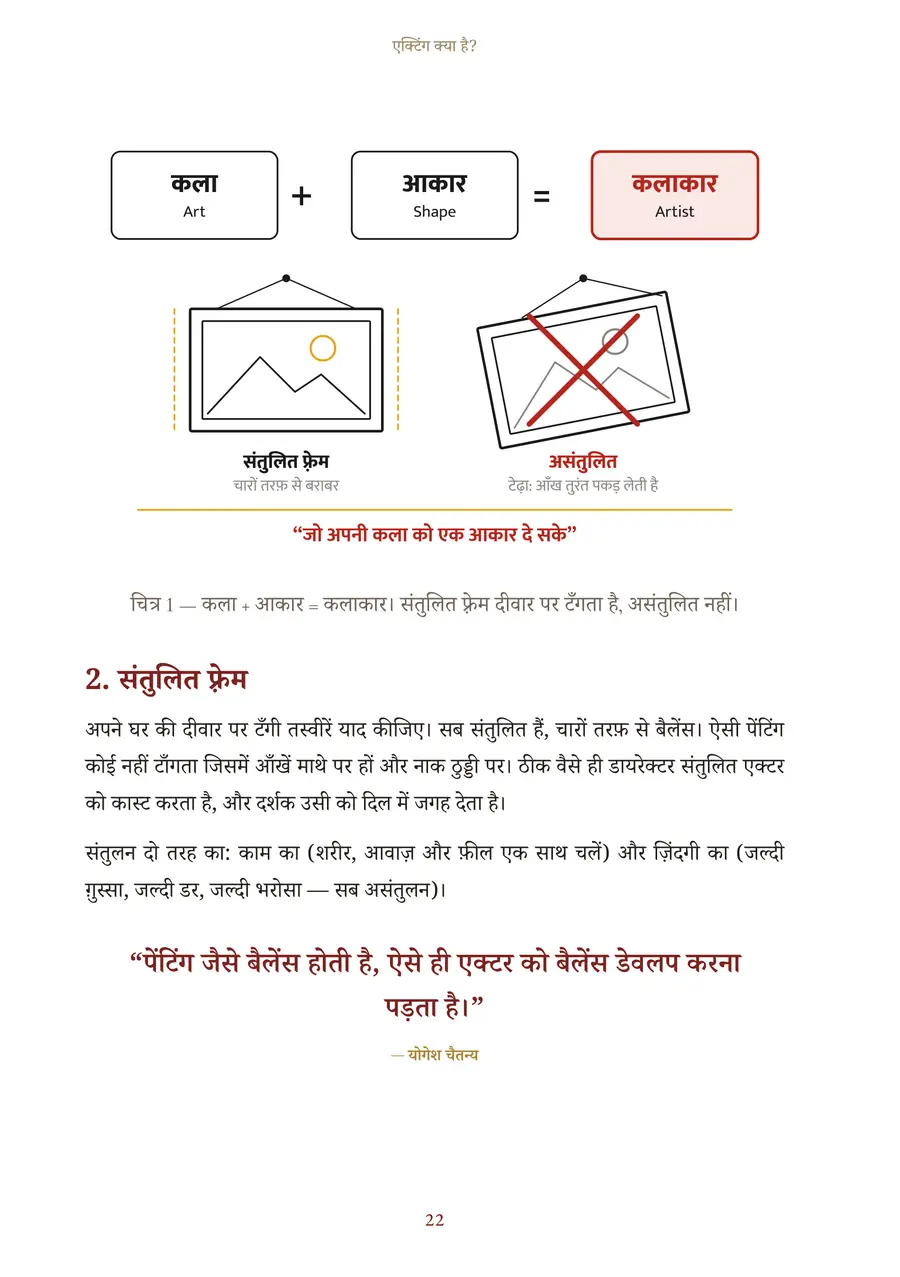 एक्टिंग क्या है?
कला + आकार = कलाकार
Art Shape Artist
संतुलित फ़्रेम असंतुलित
चारों तरफ़ से बराबर टेढ़ा: आँख तुरंत पकड़ लेती है
“जो अपनी कला को एक आकार दे सके”
चित्र 1 — कला + आकार = कलाकार। संतुलित फ़्रेम दीवार पर टँगता है, असंतुलित नहीं।
2. संतुलित फ़्रेम
अपने घर की दीवार पर टँगी तस्वीरें याद कीजिए। सब संतुलित हैं, चारों तरफ़ से बैलेंस। ऐसी पेंटिंग
कोई नहीं टाँगता जिसमें आँखें माथे पर हों और नाक ठुड्डी पर। ठीक वैसे ही डायरेक्टर संतुलित एक्टर
को कास्ट करता है, और दर्शक उसी को दिल में जगह देता है।
संतुलन दो तरह का: काम का (शरीर, आवाज़ और फ़ील एक साथ चलें) और ज़िंदगी का (जल्दी
ग़ुस्सा, जल्दी डर, जल्दी भरोसा — सब असंतुलन)।
“पेंटिंग जैसे बैलेंस होती है, ऐसे ही एक्टर को बैलेंस डेवलप करना
पड़ता है।”
— योगेश चैतन्य
22